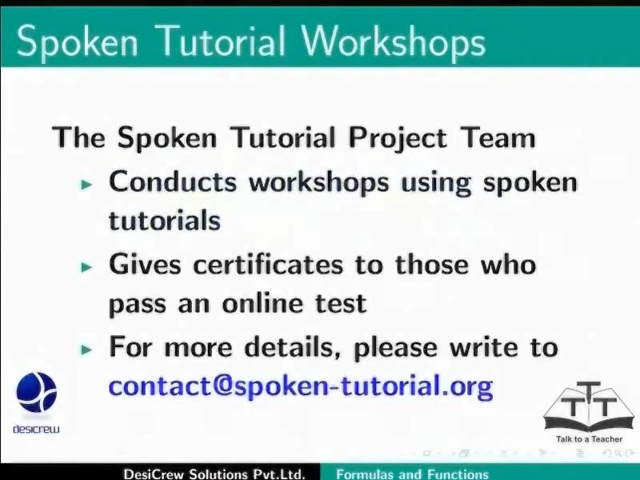 Spoken Tutorial Workshops
The Spoken Tutorial Project Team
Conducts workshops using spoken
tutorials
Gives certificates to those who
pass an online test
For more details, please write to
contact@spoken-tutorial.org
desicrew
TTT
Talk to a Teacher
DesiCrew Solutions Pvt.Ltd. Formulas and Functions